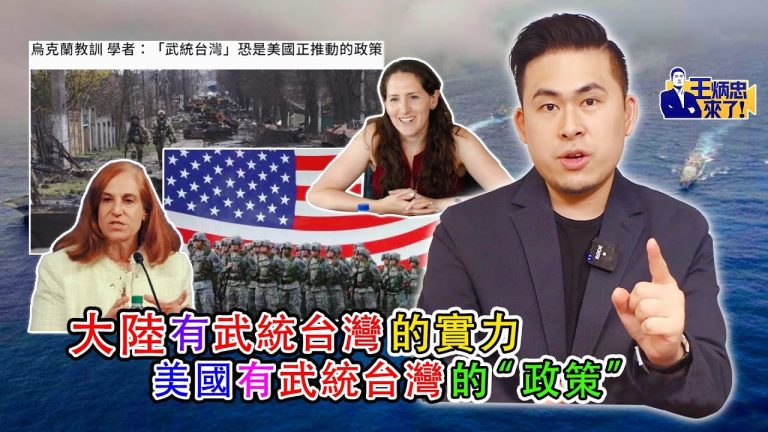 烏克蘭教訓 學者：「武統台灣」恐是美國正推動的政策
王炳忠
來了!
大陸有武統台灣的實力
美國有武統台灣的“政策”